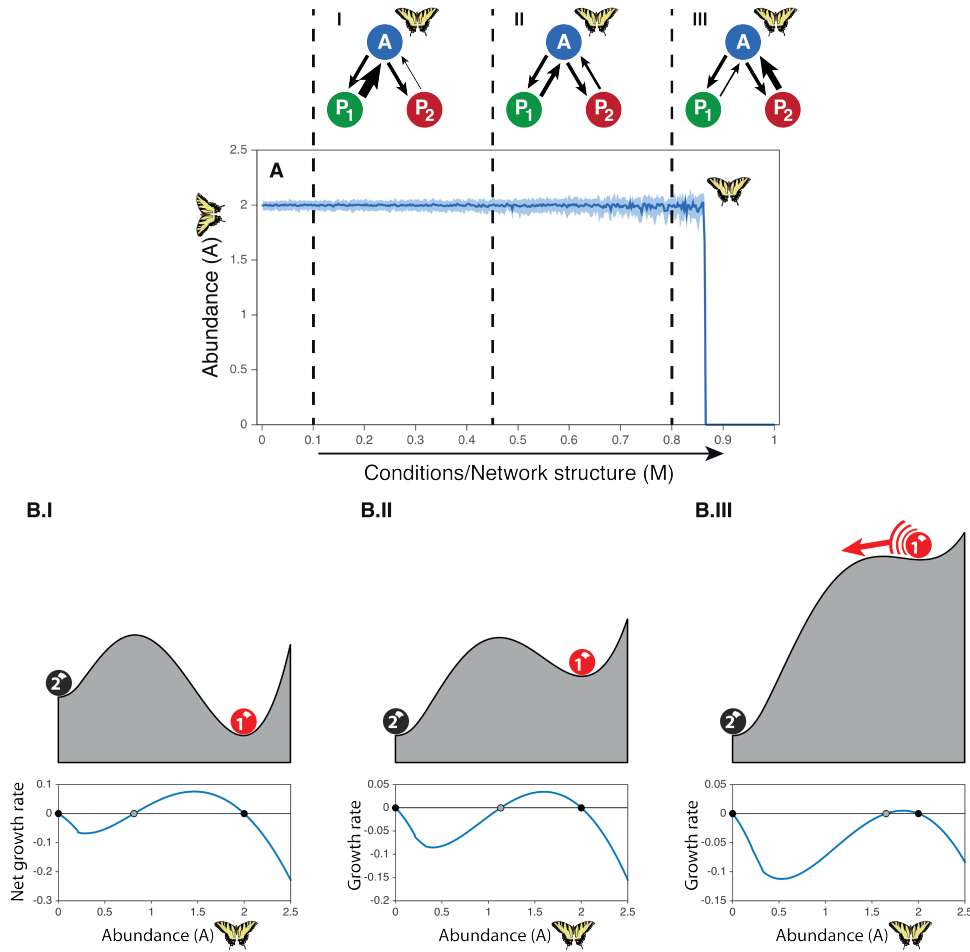 I II III
A A A
P1 P2 P1 P2 P1 P2
A
Abundance (A)
2.5
2
1.5
1
0.5
0
0 0.1 0.2 0.3 0.4 0.5 0.6 0.7 0.8 0.9 1
Conditions/Network structure (M)
B.I B.II B.III
2 1 2 1 2 1
Net growth rate
0.1
0
-0.1
-0.2
-0.3
0 0.5 1 1.5 2 2.5
Abundance (A)
Growth rate
0.05
0
-0.05
-0.1
-0.15
-0.2
0 0.5 1 1.5 2 2.5
Abundance (A)
Growth rate
0.05
0
-0.05
-0.1
-0.15
0 0.5 1 1.5 2 2.5
Abundance (A)